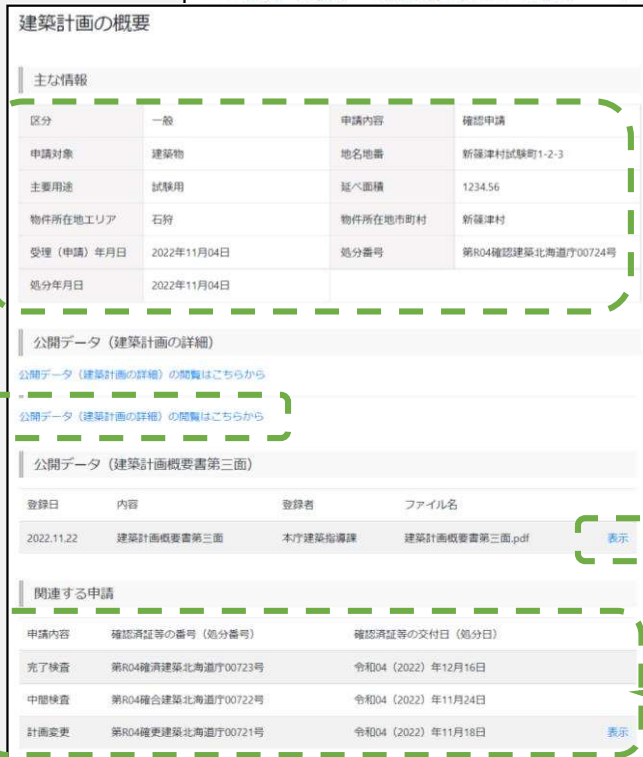 建築計画の概要
主な情報
区分 一般 申請内容 確認申請
申請対象 建築物 地名地番 新篠津村試験町1-2-3
主要用途 試験用 延べ面積 1234.56
物件所在地エリア 石狩 物件所在地市町村 新篠津村
受理（申請）年月日 2022年11月04日 処分番号 第R04確認建築北海道庁00724号
処分年月日 2022年11月04日
公開データ（建築計画の詳細）
公開データ（建築計画の詳細）の閲覧はこちらから
公開データ（建築計画の詳細）の閲覧はこちらから
公開データ（建築計画概要書第三面）
登録日 内容 登録者 ファイル名
2022.11.22 建築計画概要書第三面 本庁建築指導課 建築計画概要書第三面.pdf 表示
関連する申請
申請内容 確認済証等の番号（処分番号） 確認済証等の交付日（処分日）
完了検査 第R04確済建築北海道庁00723号 令和04（2022）年12月16日
中間検査 第R04確合建築北海道庁00722号 令和04（2022）年11月24日
計画変更 第R04確更建築北海道庁00721号 令和04（2022）年11月18日 表示